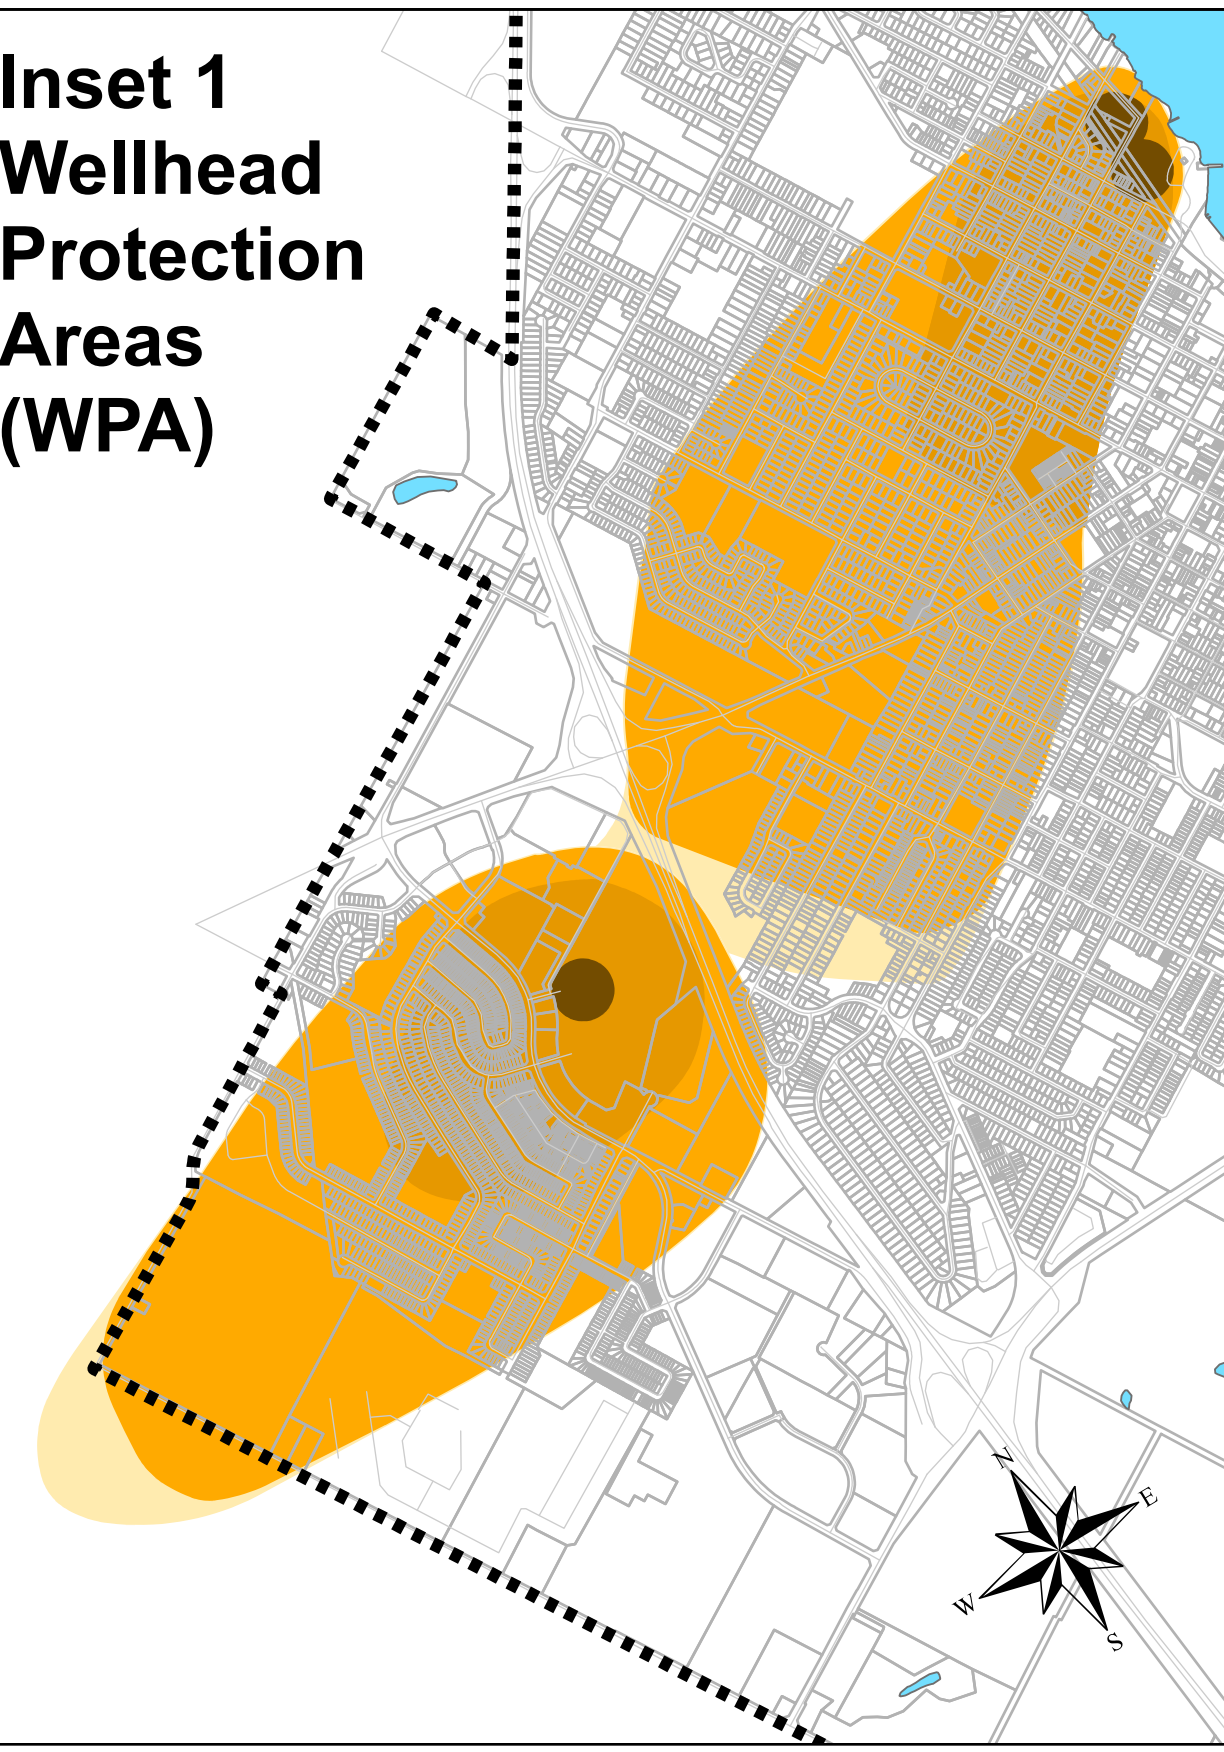 Inset 1
Wellhead
Protection
Areas
(WPA)
N
E
W
S